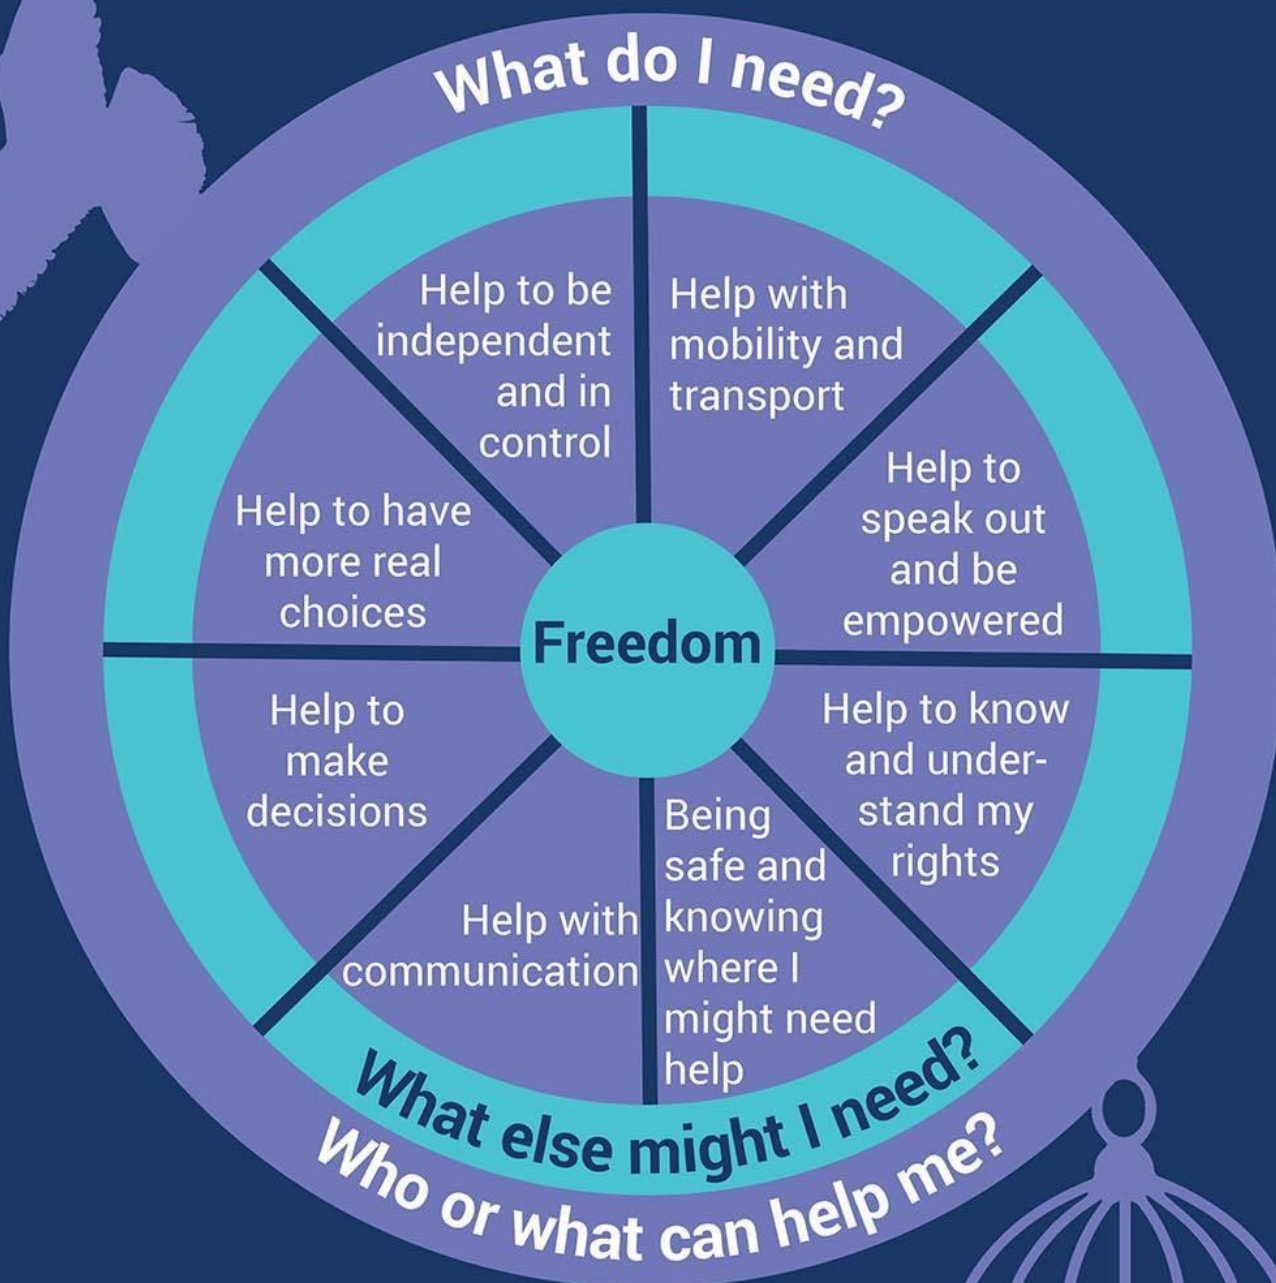 What do I need?
Help to be
independent
and in
control
Help with
mobility and
transport
Help to
speak out
and be
empowered
Help to know
and under-
stand my
rights
Being
safe and
knowing
where I
might need
help
Help with
communication
Help to
make
decisions
Help to have
more real
choices
Freedom
What else might I need?
Who or what can help me?